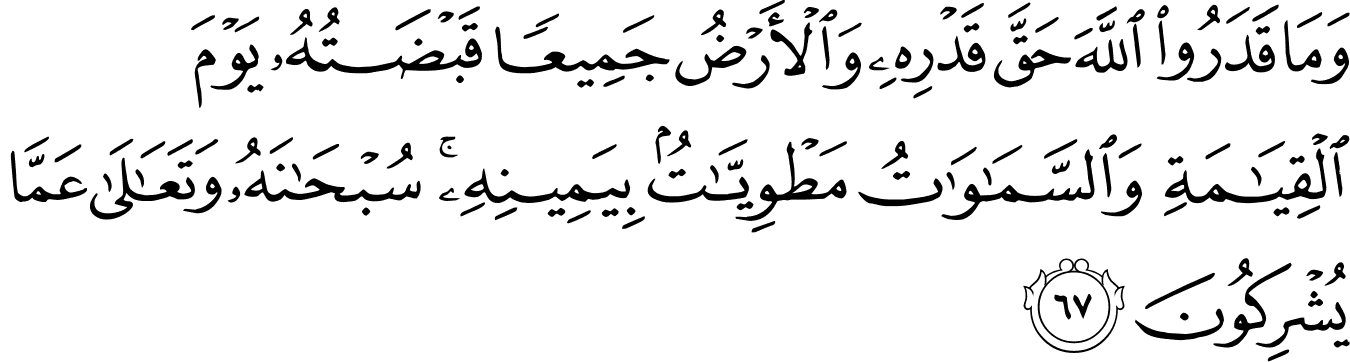 وَمَا قَدَرُوا۟ ٱللَّهَ حَقَّ قَدْرِهِۦ وَٱلْأَرْضُ جَمِيعًا قَبْضَتُهُۥ يَوْمَ
ٱلْقِيَـٰمَةِ وَٱلسَّمَـٰوَٰتُ مَطْوِيَّـٰتٌۢ بِيَمِينِهِۦ ۚ سُبْحَـٰنَهُۥ وَتَعَـٰلَىٰ عَمَّا
يُشْرِكُونَ ٦٧